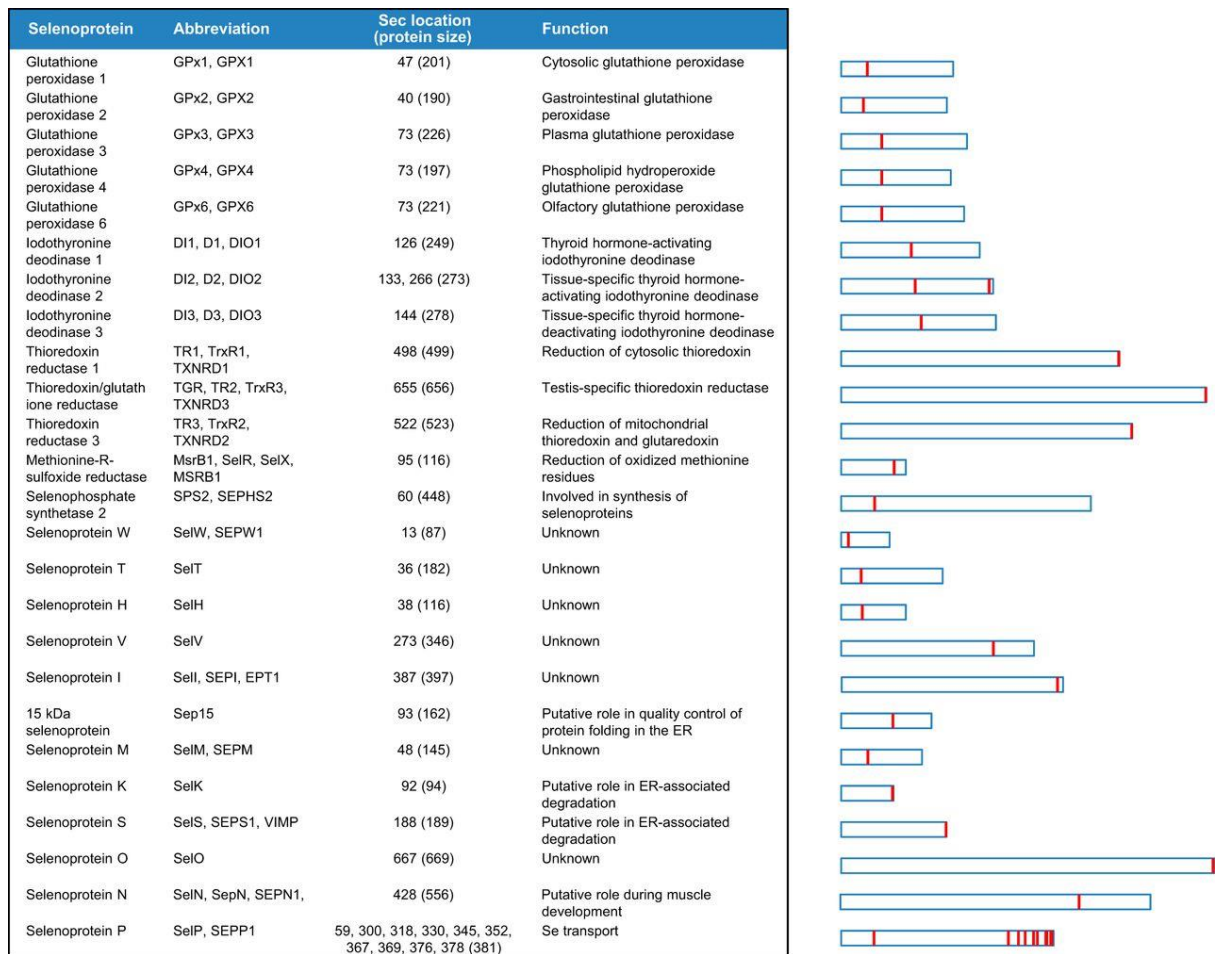 Selenoprotein Abbreviation Sec location (protein size) Function
Glutathione peroxidase 1 GPx1, GPX1 47 (201) Cytosolic glutathione peroxidase
Glutathione peroxidase 2 GPx2, GPX2 40 (190) Gastrointestinal glutathione peroxidase
Glutathione peroxidase 3 GPx3, GPX3 73 (226) Plasma glutathione peroxidase
Glutathione peroxidase 4 GPx4, GPX4 73 (197) Phospholipid hydroperoxide glutathione peroxidase
Glutathione peroxidase 6 GPx6, GPX6 73 (221) Olfactory glutathione peroxidase
Iodothyronine deodinase 1 DI1, D1, DIO1 126 (249) Thyroid hormone-activating iodothyronine deodinase
Iodothyronine deodinase 2 DI2, D2, DIO2 133, 266 (273) Tissue-specific thyroid hormone-activating iodothyronine deodinase
Iodothyronine deodinase 3 DI3, D3, DIO3 144 (278) Tissue-specific thyroid hormone-deactivating iodothyronine deodinase
Thioredoxin reductase 1 TR1, TrxR1, TXNRD1 498 (499) Reduction of cytosolic thioredoxin
Thioredoxin/glutathione reductase TGR, TR2, TrxR3, TXNRD3 655 (656) Testis-specific thioredoxin reductase
Thioredoxin reductase 3 TR3, TrxR2, TXNRD2 522 (523) Reduction of mitochondrial thioredoxin and glutaredoxin
Methionine-R-sulfoxide reductase MsrB1, SelR, SelX, MSRB1 95 (116) Reduction of oxidized methionine residues
Selenophosphate synthetase 2 SPS2, SEPHS2 60 (448) Involved in synthesis of selenoproteins
Selenoprotein W SelW, SEPW1 13 (87) Unknown
Selenoprotein T SelT 36 (182) Unknown
Selenoprotein H SelH 38 (116) Unknown
Selenoprotein V SelV 273 (346) Unknown
Selenoprotein I SelI, SEPI, EPT1 387 (397) Unknown
15 kDa selenoprotein Sep15 93 (162) Putative role in quality control of protein folding in the ER
Selenoprotein M SelM, SEPM 48 (145) Unknown
Selenoprotein K SelK 92 (94) Putative role in ER-associated degradation
Selenoprotein S SelS, SEPS1, VIMP 188 (189) Putative role in ER-associated degradation
Selenoprotein O SelO 667 (669) Unknown
Selenoprotein N SelN, SepN, SEPN1, 428 (556) Putative role during muscle development
Selenoprotein P SelP, SEPP1 59, 300, 318, 330, 345, 352, 367, 369, 376, 378 (381) Se transport